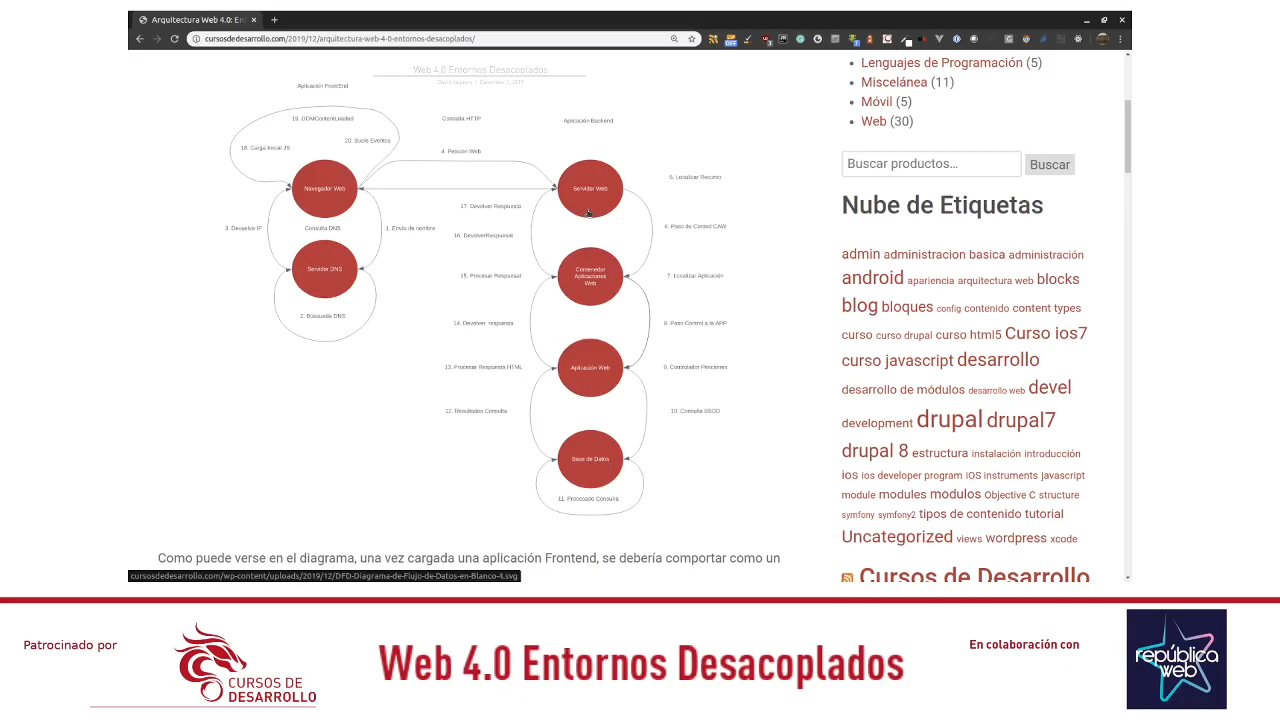 Arquitectura Web 4.0: En
cursosdedesarrollo.com/2019/12/arquitectura-web-4-0-entornos-desacoplados/
Web 4.0 Entornos Desacoplados
Aplicación FrontEnd
19. DOMContentLoaded
Consulta HTTP
Aplicación Backend
20. Bucle Eventos
18. Carga Inicial JS
4. Petición Web
5. Localizar Recurso
Navegador Web
Servidor Web
17. Devolver Respuesta
3. Devuelve IP
Consulta DNS
1. Envío de nombre
6. Paso de Control CAW
16. DevolverRespuesat
Servidor DNS
Contenedor
Aplicaciones
Web
15. Procesar Respuesat
7. Localizar Aplicación
2. Búsqueda DNS
14. Devolver respuesta
8. Paso Control a la APP
13. Procesar Respuesta HTML
Aplicación Web
9. Controlador Peticiones
12. Resultados Consulta
10. Consulta BBDD
Base de Datos
11. Procesado Consulta
Como puede verse en el diagrama, una vez cargada una aplicación Frontend, se debería comportar como un
cursosdedesarrollo.com/wp-content/uploads/2019/12/DFD-Diagrama-de-Flujo-de-Datos-en-Blanco-4.svg
Lenguajes de Programación (5)
Miscelánea (11)
Móvil (5)
Web (30)
Buscar productos…
Buscar
Nube de Etiquetas
admin administracion basica administración
android apariencia arquitectura web blocks
blog bloques config contenido content types
curso curso drupal curso html5 Curso ios7
curso javascript desarrollo
desarrollo de módulos desarrollo web devel
development drupal drupal7
drupal 8 estructura instalación introducción
ios ios developer program iOS instruments javascript
module modules modulos Objective C structure
symfony symfony2 tipos de contenido tutorial
Uncategorized views wordpress xcode
Cursos de Desarrollo
Patrocinado por
CURSOS DE
DESARROLLO
Web 4.0 Entornos Desacoplados
En colaboración con
república
web